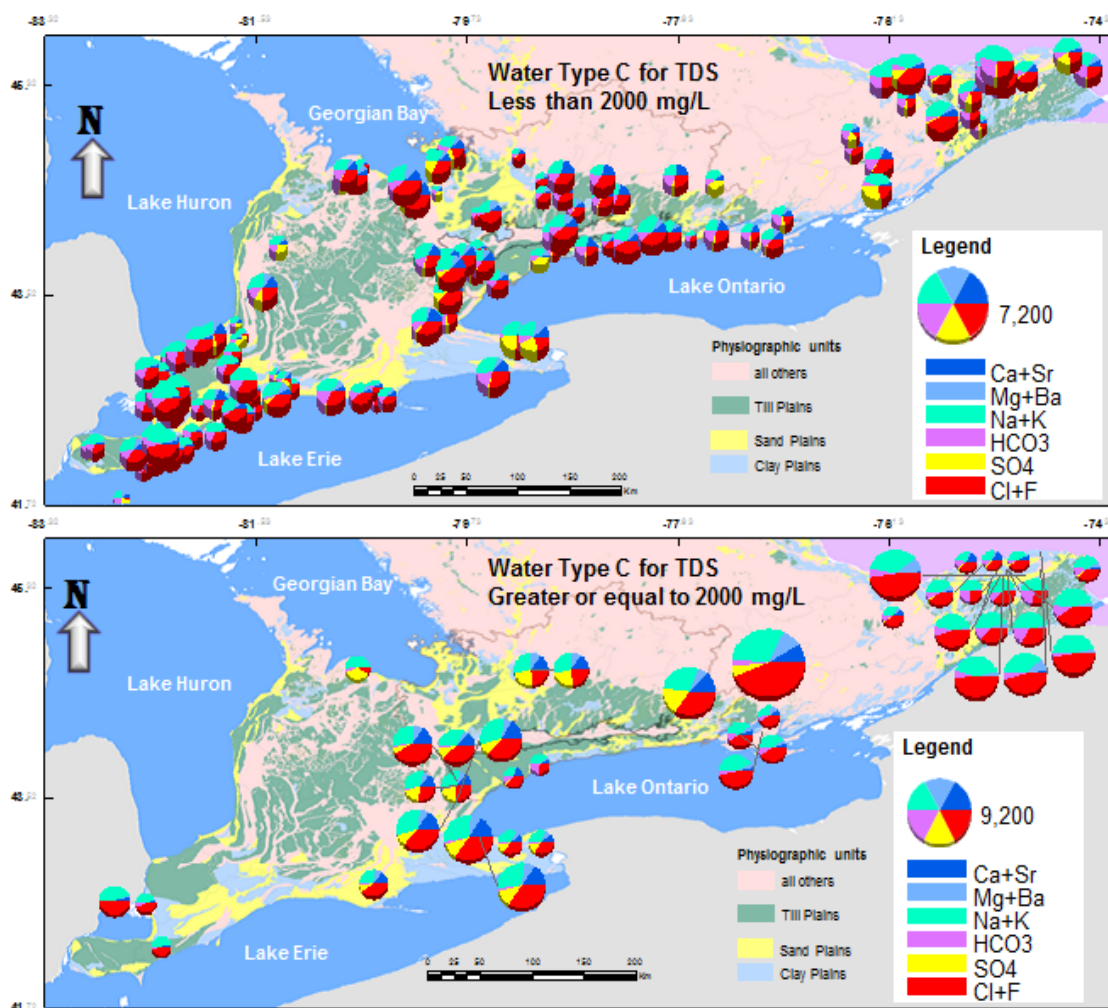 Water Type C for TDS
Less than 2000 mg/L
Georgian Bay
N
Lake Huron
Legend
7,200
Lake Ontario
Physiographic units
all others
Till Plains
Sand Plains
Clay Plains
Ca+Sr
Mg+Ba
Na+K
HCO3
SO4
Cl+F
Lake Erie
0 25 50 100 150 200
Km
Water Type C for TDS
Greater or equal to 2000 mg/L
Georgian Bay
N
Lake Huron
Legend
9,200
Lake Ontario
Physiographic units
all others
Till Plains
Sand Plains
Clay Plains
Ca+Sr
Mg+Ba
Na+K
HCO3
SO4
Cl+F
Lake Erie
0 25 50 100 150 200
Km